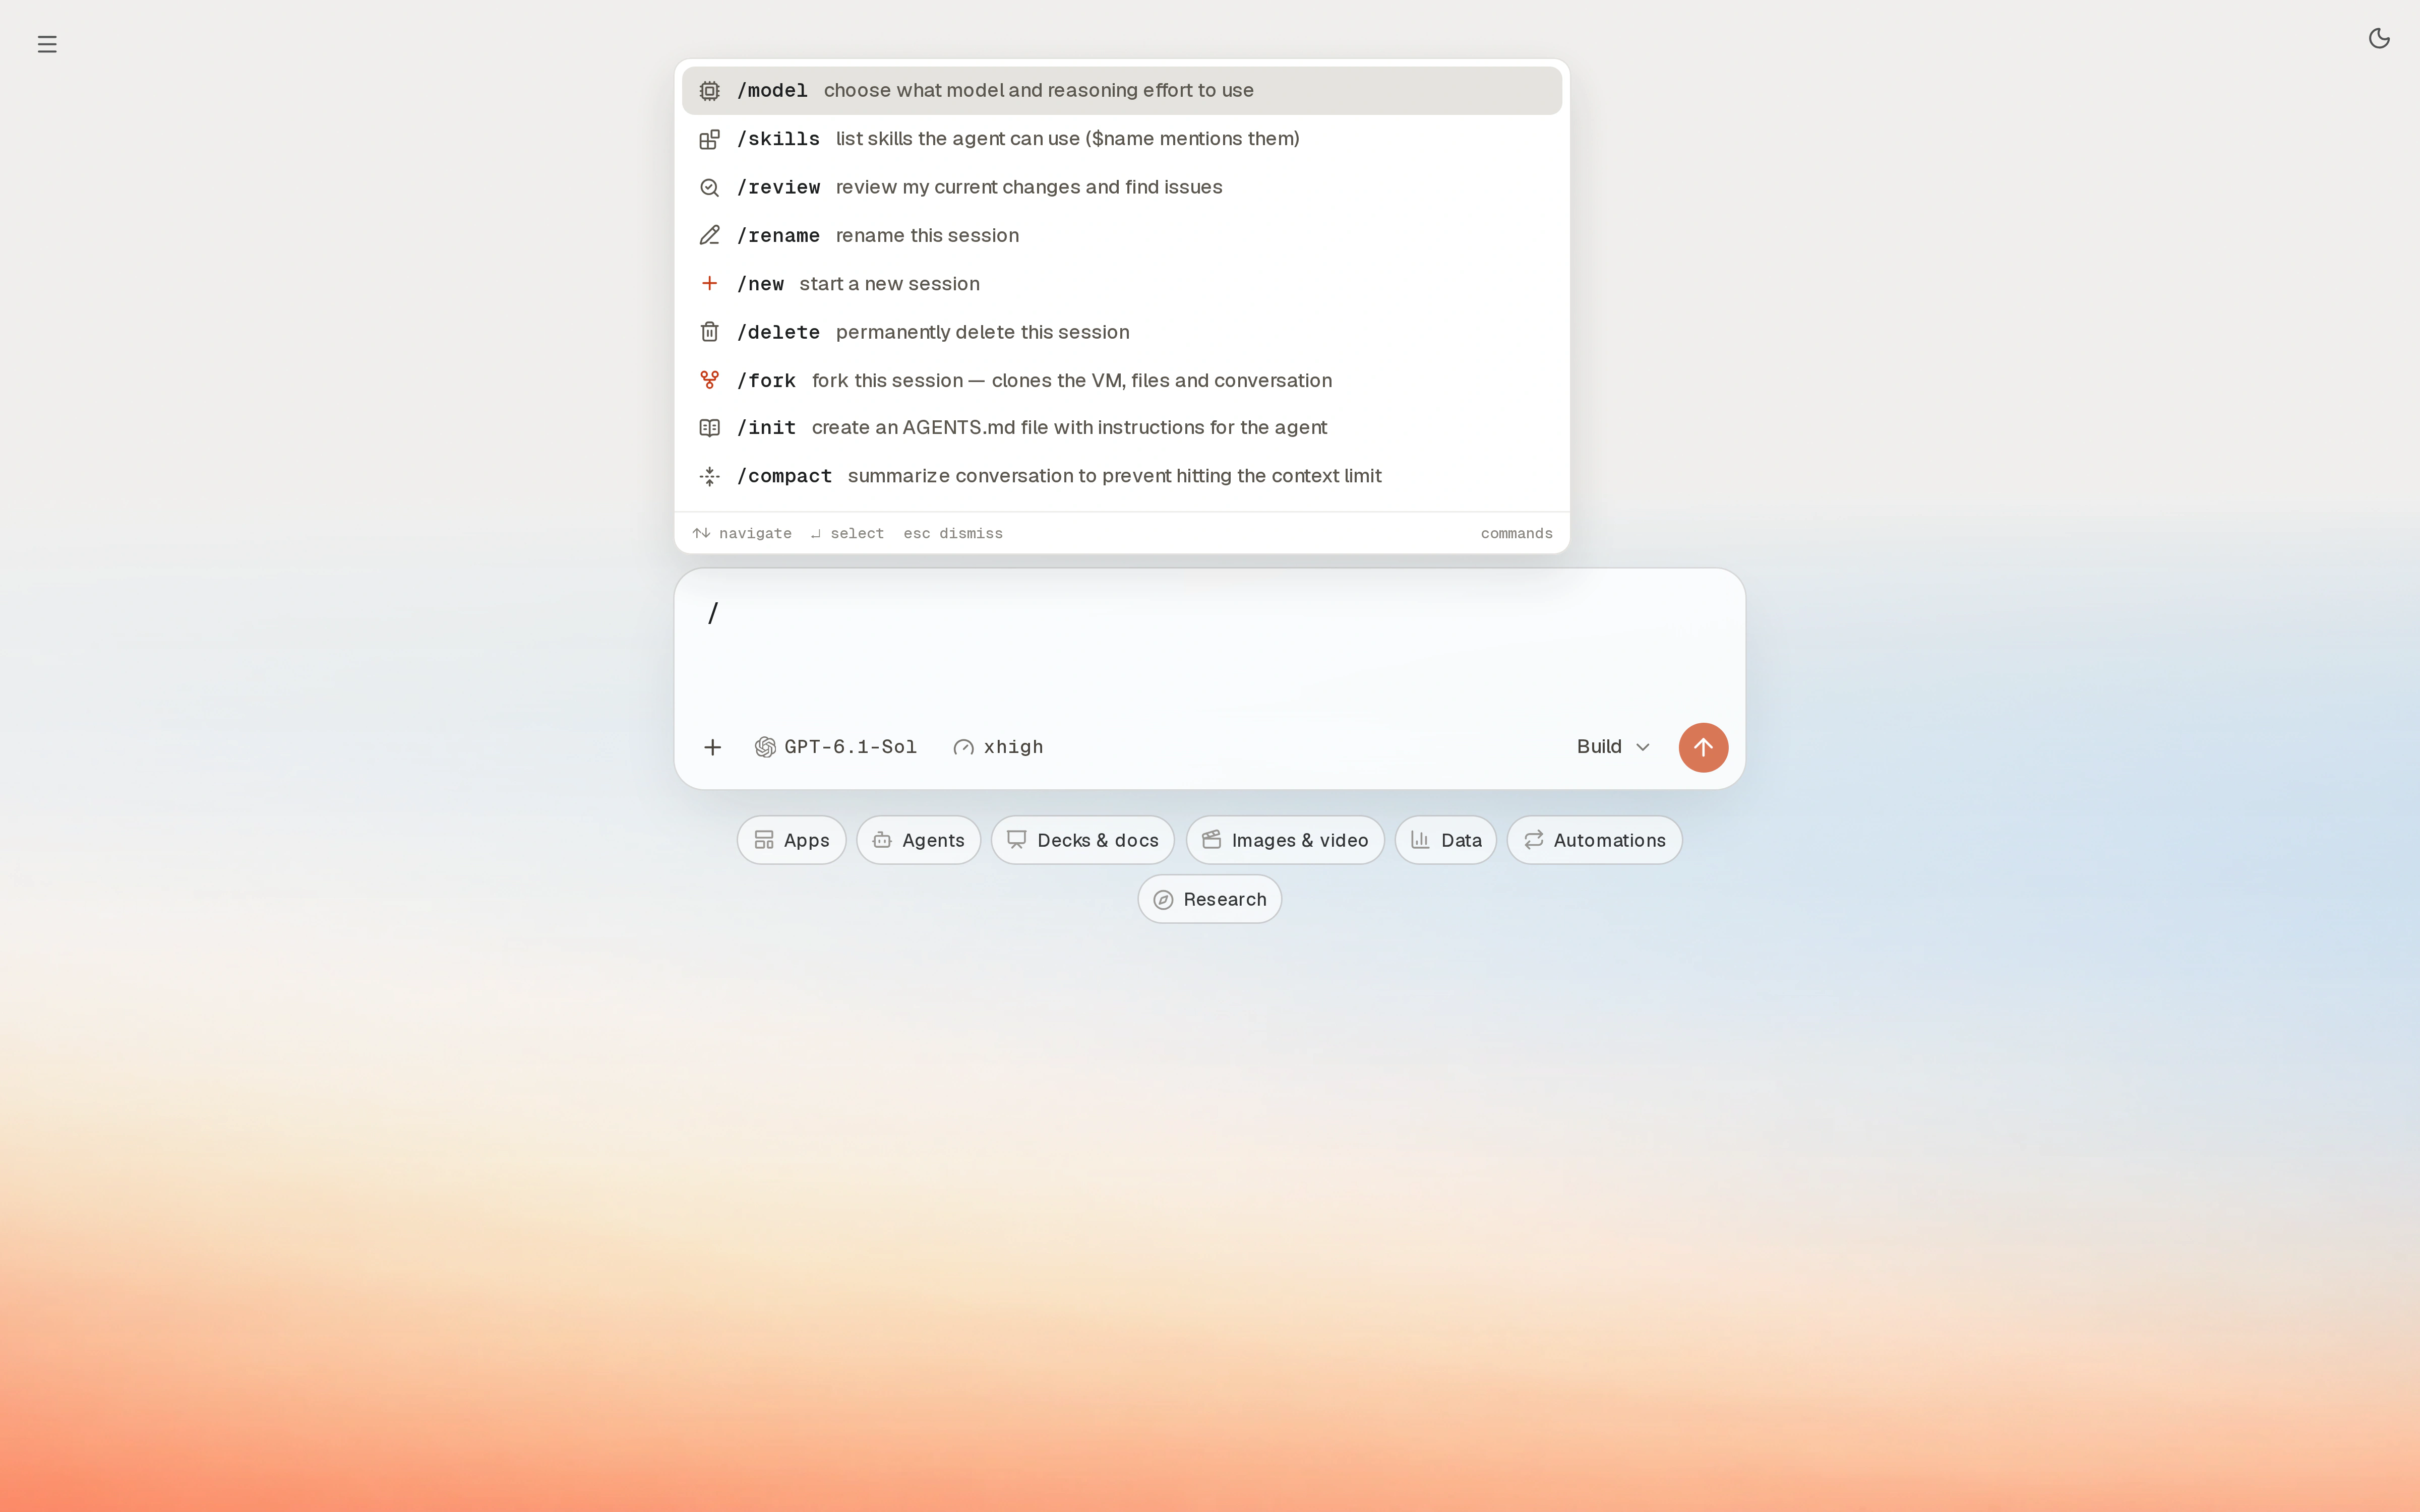 /model choose what model and reasoning effort to use
/skills list skills the agent can use ($name mentions them)
/review review my current changes and find issues
/rename rename this session
/new start a new session
/delete permanently delete this session
/fork fork this session — clones the VM, files and conversation
/init create an AGENTS.md file with instructions for the agent
/compact summarize conversation to prevent hitting the context limit
↑↓ navigate ↵ select esc dismiss commands
/
GPT-6.1-Sol xhigh Build
Apps Agents Decks & docs Images & video Data Automations
Research